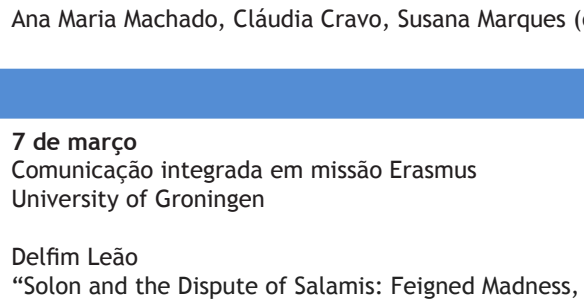 Ana Maria Machado, Cláudia Cravo, Susana Marques (
7 de março
Comunicação integrada em missão Erasmus
University of Groningen
Delfim Leão
“Solon and the Dispute of Salamis: Feigned Madness,